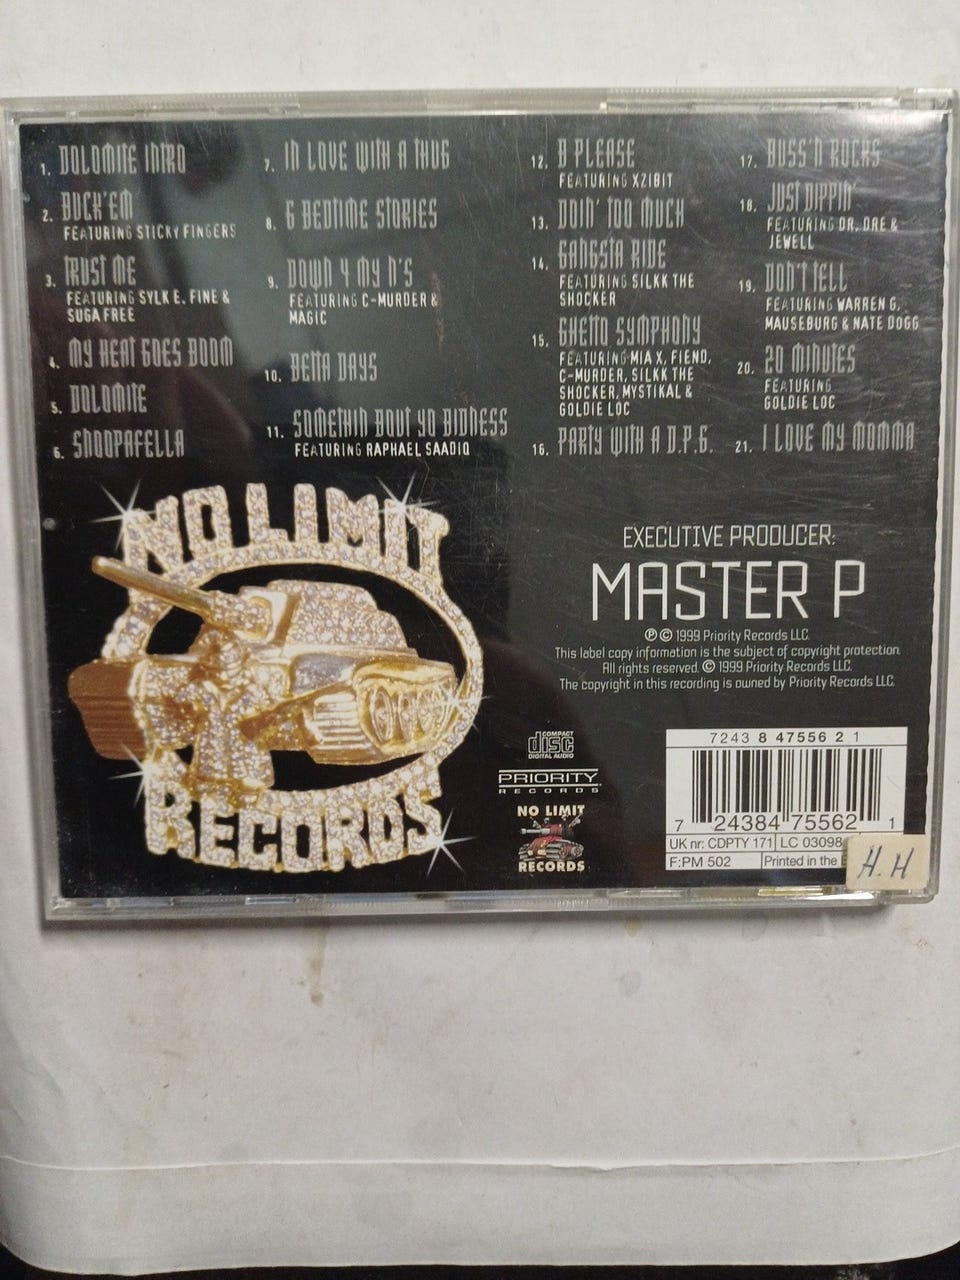 1. DOLOMITE INTRO
2. BUCK'EM
FEATURING STICKY FINGERS
3. TRUST ME
FEATURING SYLK E. FINE &
SUGA FREE
4. MY HEAT GOES BOOM
5. DOLOMITE
6. SNOOPAFELLA
7. IN LOVE WITH A THUG
8. 6 BEDTIME STORIES
9. DOWN 4 MY N'S
FEATURING C-MURDER &
MAGIC
10. BETTA DAYS
11. SOMETHIN BOUT YO BIDNESS
FEATURING RAPHAEL SAADIQ
12. B PLEASE
FEATURING XZIBIT
13. DOIN' TOO MUCH
14. GANGSTA RIDE
FEATURING SILKK THE
SHOCKER
15. GHETTO SYMPHONY
FEATURING MIA X, FIEND,
C-MURDER, SILKK THE
SHOCKER, MYSTIKAL &
GOLDIE LOC
16. PARTY WITH A D.P.G.
17. BUSS'N ROCKS
18. JUST DIPPIN'
FEATURING DR. DRE &
JEWELL
19. DON'T TELL
FEATURING WARREN G,
MAUSEBURG & NATE DOGG
20. 20 MINUTES
FEATURING
GOLDIE LOC
21. I LOVE MY MOMMA
NO LIMIT
RECORDS
EXECUTIVE PRODUCER:
MASTER P
℗ © 1999 Priority Records LLC.
This label copy information is the subject of copyright protection.
All rights reserved. © 1999 Priority Records LLC.
The copyright in this recording is owned by Priority Records LLC.
COMPACT
disc
DIGITAL AUDIO
PRIORITY
RECORDS
NO LIMIT
RECORDS
7243 8 47556 2 1
7 24384 75562 1
UK nr: CDPTY 171 LC 03098
F:PM 502 Printed in the E
H.H